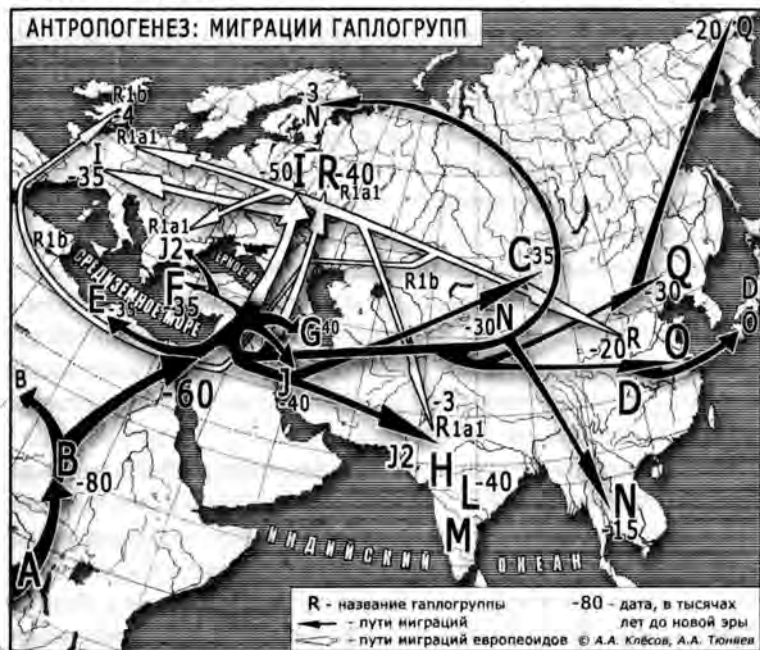 АНТРОПОГЕНЕЗ: МИГРАЦИИ ГАПЛОГРУПП
-20 Q
R1b
-4
R1a1
3
N
I
-35
-50 I R -40
R1a1
R1a1
J2
R1b
ЧЕРНОЕ
СРЕДИЗЕМНОЕ МОРЕ
F
35
E -35
G 40
R1b
C -35
-30 N
Q
30
D
O
-20 R
O
D
J
-40
-60
B
B
-80
-3
R1a1
J2
H
L -40
M
N
-15
A
ИНДИЙСКИЙ ОКЕАН
R - название гаплогруппы
- пути миграций
- пути миграций европеоидов
-80 - дата, в тысячах
лет до новой эры
© А.А. Клёсов, А.А. Тюняев